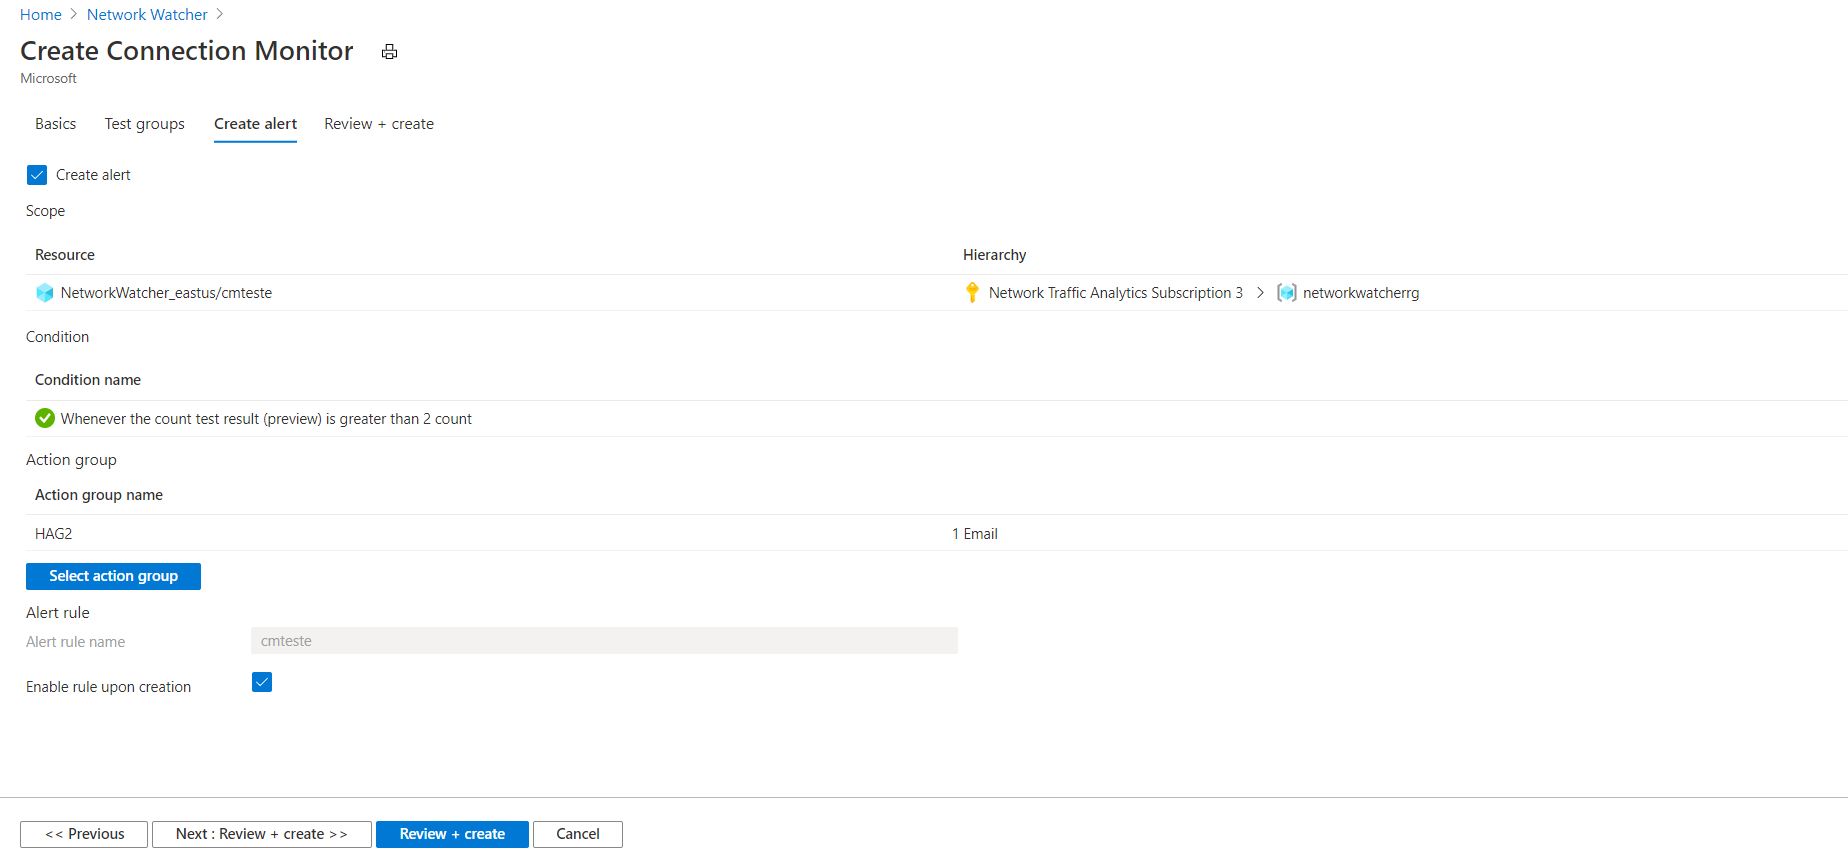 Home > Network Watcher >
Create Connection Monitor
Microsoft
Basics Test groups Create alert Review + create
Create alert
Scope
Resource Hierarchy
NetworkWatcher_eastus/cmteste Network Traffic Analytics Subscription 3 > networkwatcherrg
Condition
Condition name
Whenever the count test result (preview) is greater than 2 count
Action group
Action group name
HAG2 1 Email
Select action group
Alert rule
Alert rule name cmteste
Enable rule upon creation
<< Previous Next : Review + create >> Review + create Cancel